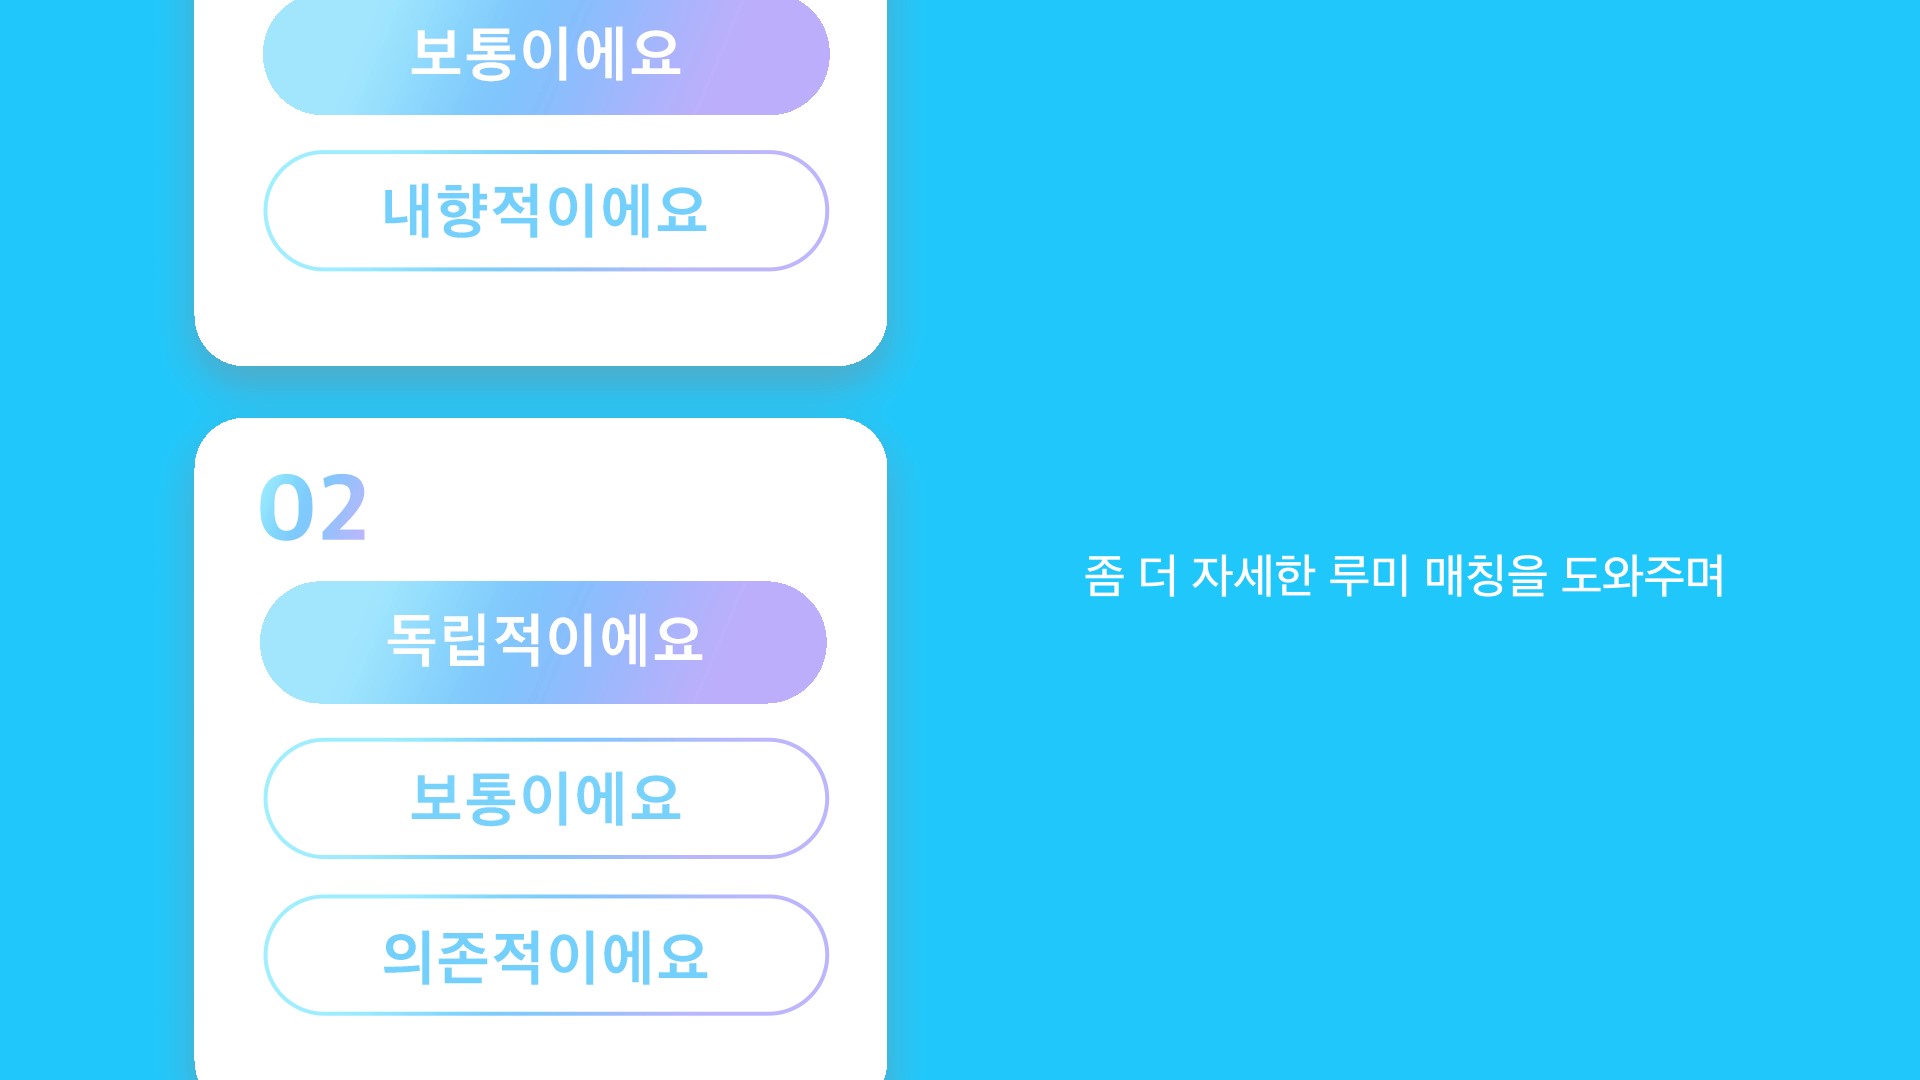 보통이에요
내향적이에요
02
독립적이에요
보통이에요
의존적이에요
좀 더 자세한 루미 매칭을 도와주며